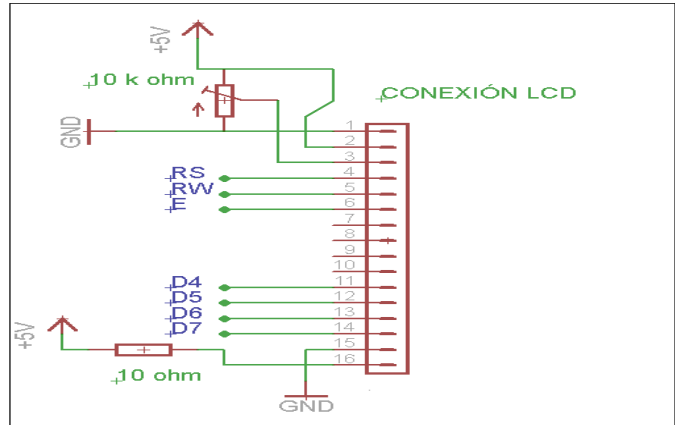 +5V
10 k ohm
CONEXIÓN LCD
GND
1
2
3
RS 4
RW 5
E 6
7
8
9
10
D4 11
D5 12
D6 13
D7 14
+5V
15
16
10 ohm
GND